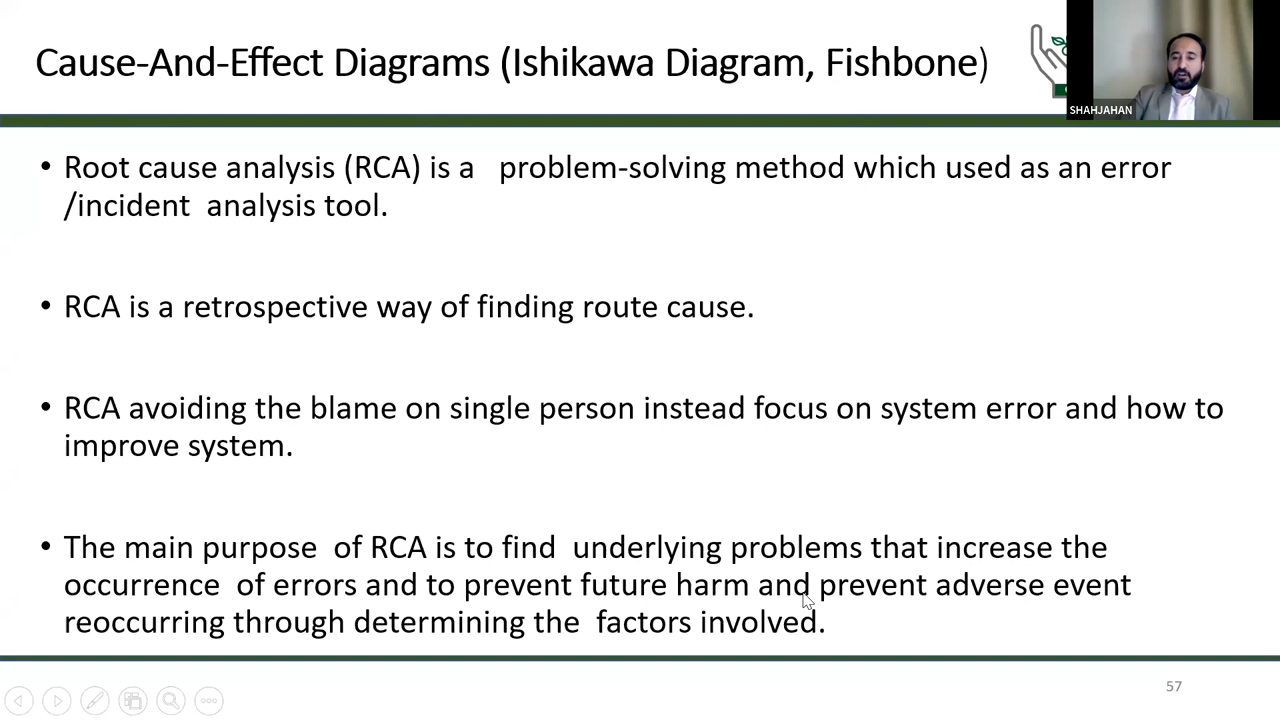 Cause-And-Effect Diagrams (Ishikawa Diagram, Fishbone)
SHAHJAHAN
• Root cause analysis (RCA) is a problem-solving method which used as an error
/incident analysis tool.
• RCA is a retrospective way of finding route cause.
• RCA avoiding the blame on single person instead focus on system error and how to
improve system.
• The main purpose of RCA is to find underlying problems that increase the
occurrence of errors and to prevent future harm and prevent adverse event
reoccurring through determining the factors involved.
57